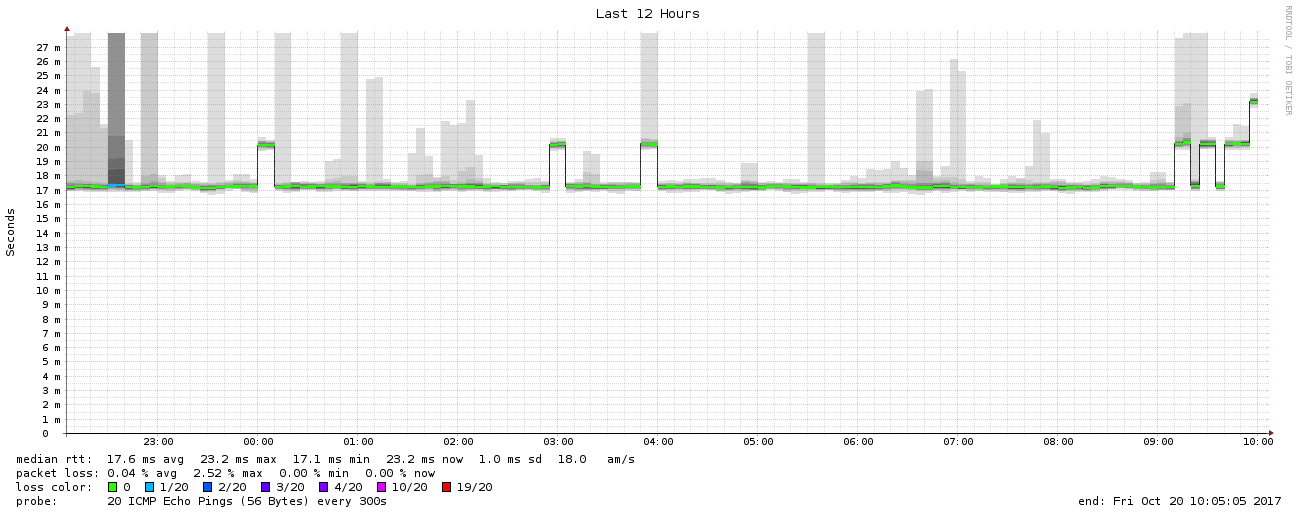 Last 12 Hours
RRDTOOL / TOBI OETIKER
Seconds
27 m
26 m
25 m
24 m
23 m
22 m
21 m
20 m
19 m
18 m
17 m
16 m
15 m
14 m
13 m
12 m
11 m
10 m
9 m
8 m
7 m
6 m
5 m
4 m
3 m
2 m
1 m
0
23:00 00:00 01:00 02:00 03:00 04:00 05:00 06:00 07:00 08:00 09:00 10:00
median rtt: 17.6 ms avg 23.2 ms max 17.1 ms min 23.2 ms now 1.0 ms sd 18.0 am/s
packet loss: 0.04 % avg 2.52 % max 0.00 % min 0.00 % now
loss color: 0 1/20 2/20 3/20 4/20 10/20 19/20
probe: 20 ICMP Echo Pings (56 Bytes) every 300s end: Fri Oct 20 10:05:05 2017